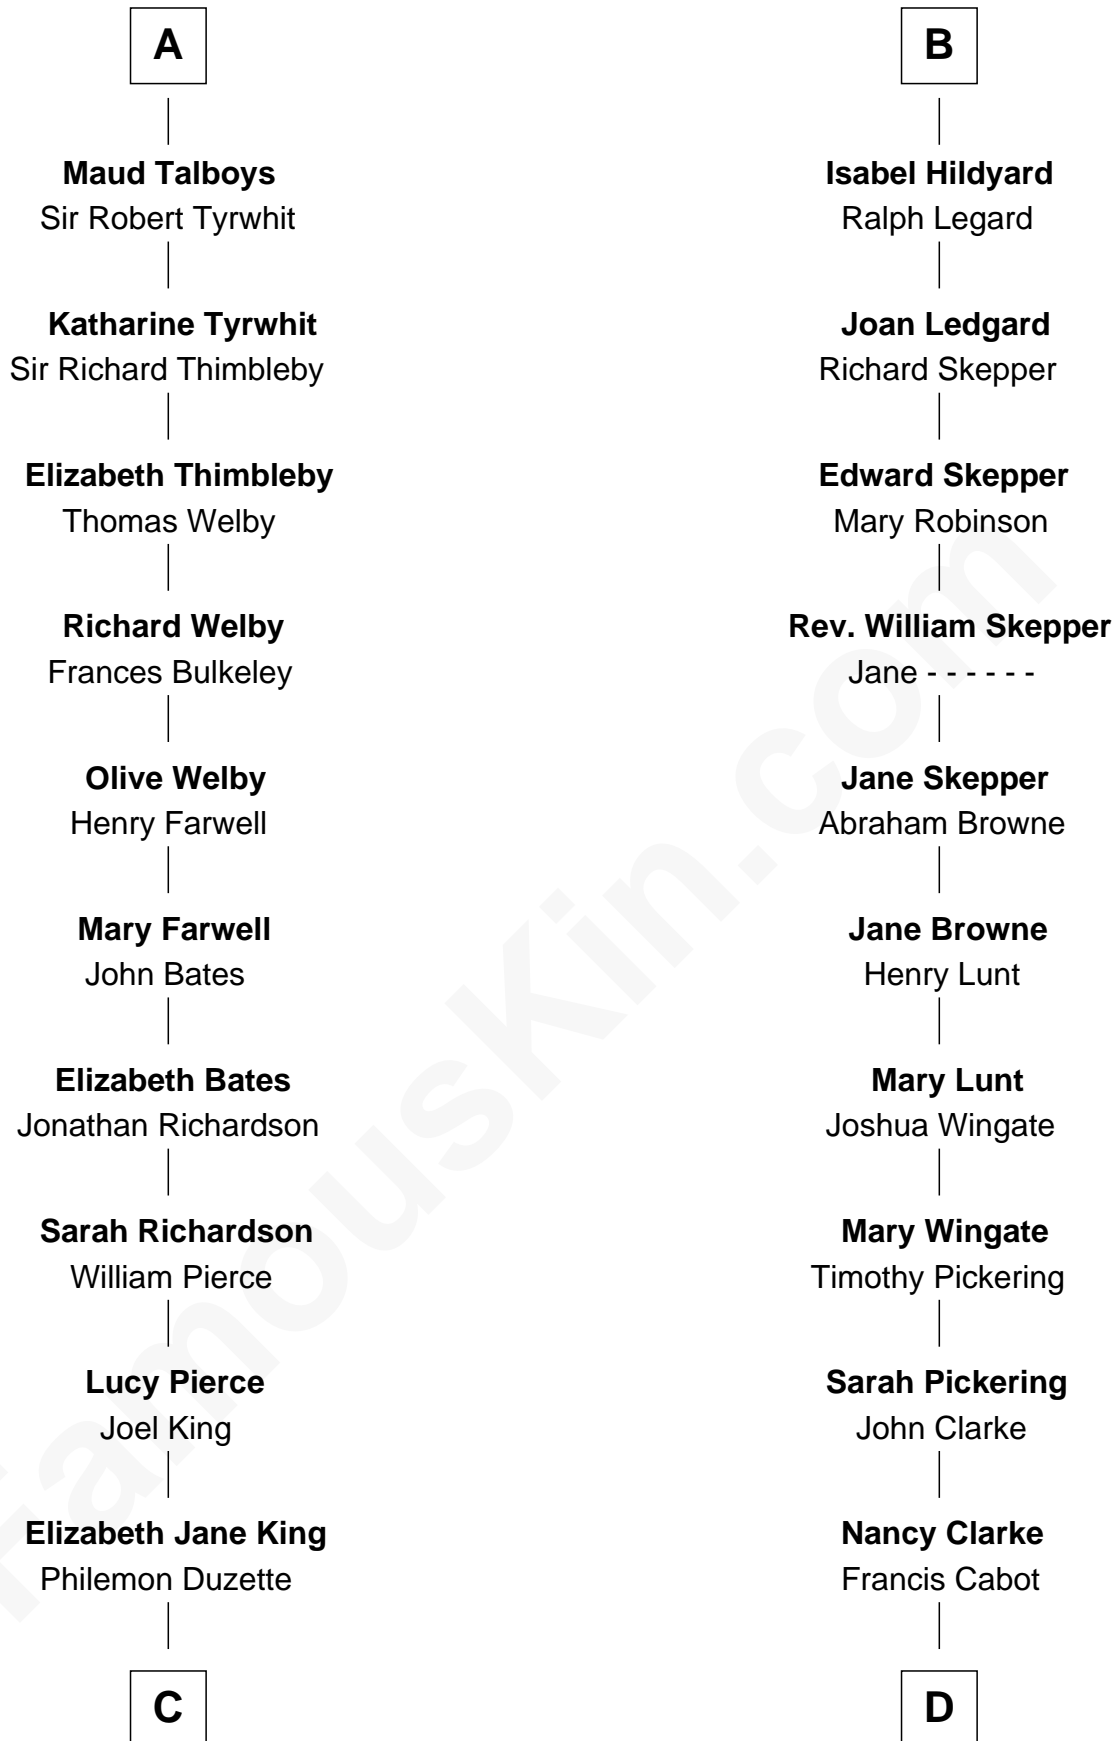 A
Maud Talboys
Sir Robert Tyrwhit
Katharine Tyrwhit
Sir Richard Thimbleby
Elizabeth Thimbleby
Thomas Welby
Richard Welby
Frances Bulkeley
Olive Welby
Henry Farwell
Mary Farwell
John Bates
Elizabeth Bates
Jonathan Richardson
Sarah Richardson
William Pierce
Lucy Pierce
Joel King
Elizabeth Jane King
Philemon Duzette
C
B
Isabel Hildyard
Ralph Legard
Joan Ledgard
Richard Skepper
Edward Skepper
Mary Robinson
Rev. William Skepper
Jane - - - - - -
Jane Skepper
Abraham Browne
Jane Browne
Henry Lunt
Mary Lunt
Joshua Wingate
Mary Wingate
Timothy Pickering
Sarah Pickering
John Clarke
Nancy Clarke
Francis Cabot
D
FamousKin.com